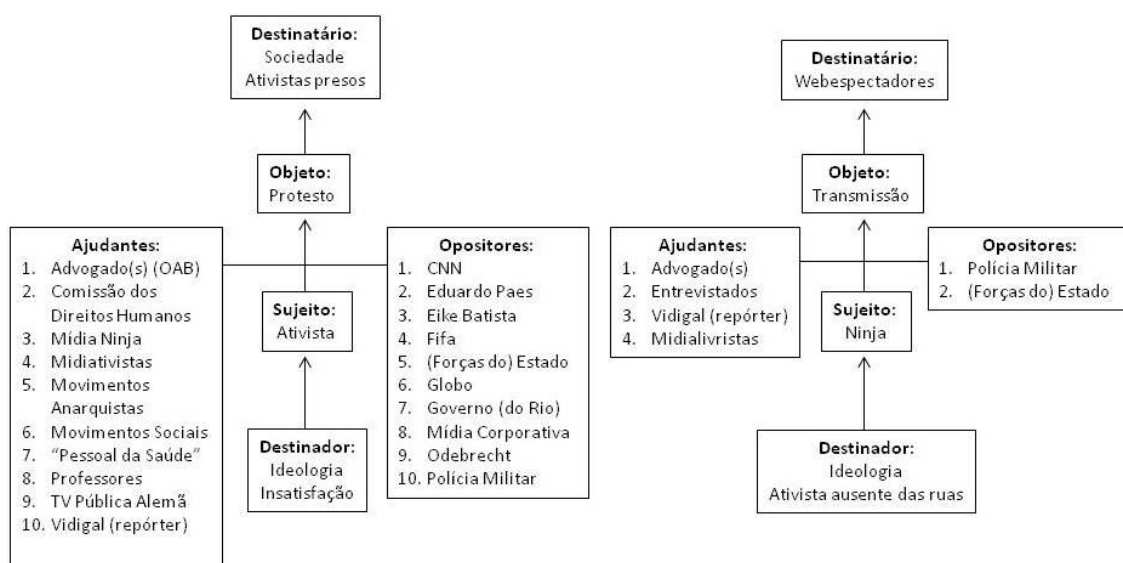 Destinatário:
Sociedade
Ativistas presos
Objeto:
Protesto
Ajudantes:
1. Advogado(s) (OAB)
2. Comissão dos
Direitos Humanos
3. Mídia Ninja
4. Midiativistas
5. Movimentos
Anarquistas
6. Movimentos Sociais
7. “Pessoal da Saúde”
8. Professores
9. TV Pública Alemã
10. Vidigal (repórter)
Sujeito:
Ativista
Opositores:
1. CNN
2. Eduardo Paes
3. Eike Batista
4. Fifa
5. (Forças do) Estado
6. Globo
7. Governo (do Rio)
8. Mídia Corporativa
9. Odebrecht
10. Polícia Militar
Destinador:
Ideologia
Insatisfação
Destinatário:
Webespectadores
Objeto:
Transmissão
Ajudantes:
1. Advogado(s)
2. Entrevistados
3. Vidigal (repórter)
4. Midialivristas
Sujeito:
Ninja
Opositores:
1. Polícia Militar
2. (Forças do) Estado
Destinador:
Ideologia
Ativista ausente das ruas